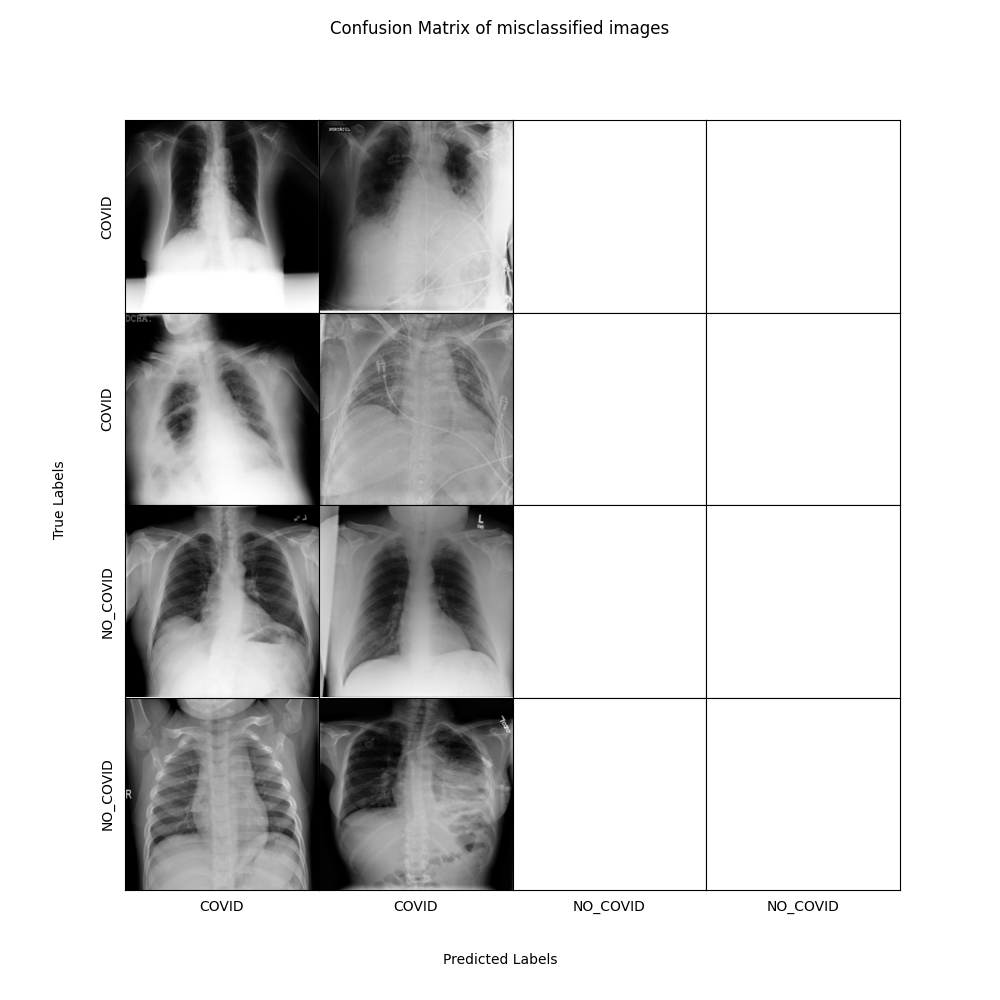 Confusion Matrix of misclassified images
COVID
COVID
NO_COVID
NO_COVID
True Labels
R
L
COVID
COVID
NO_COVID
NO_COVID
Predicted Labels